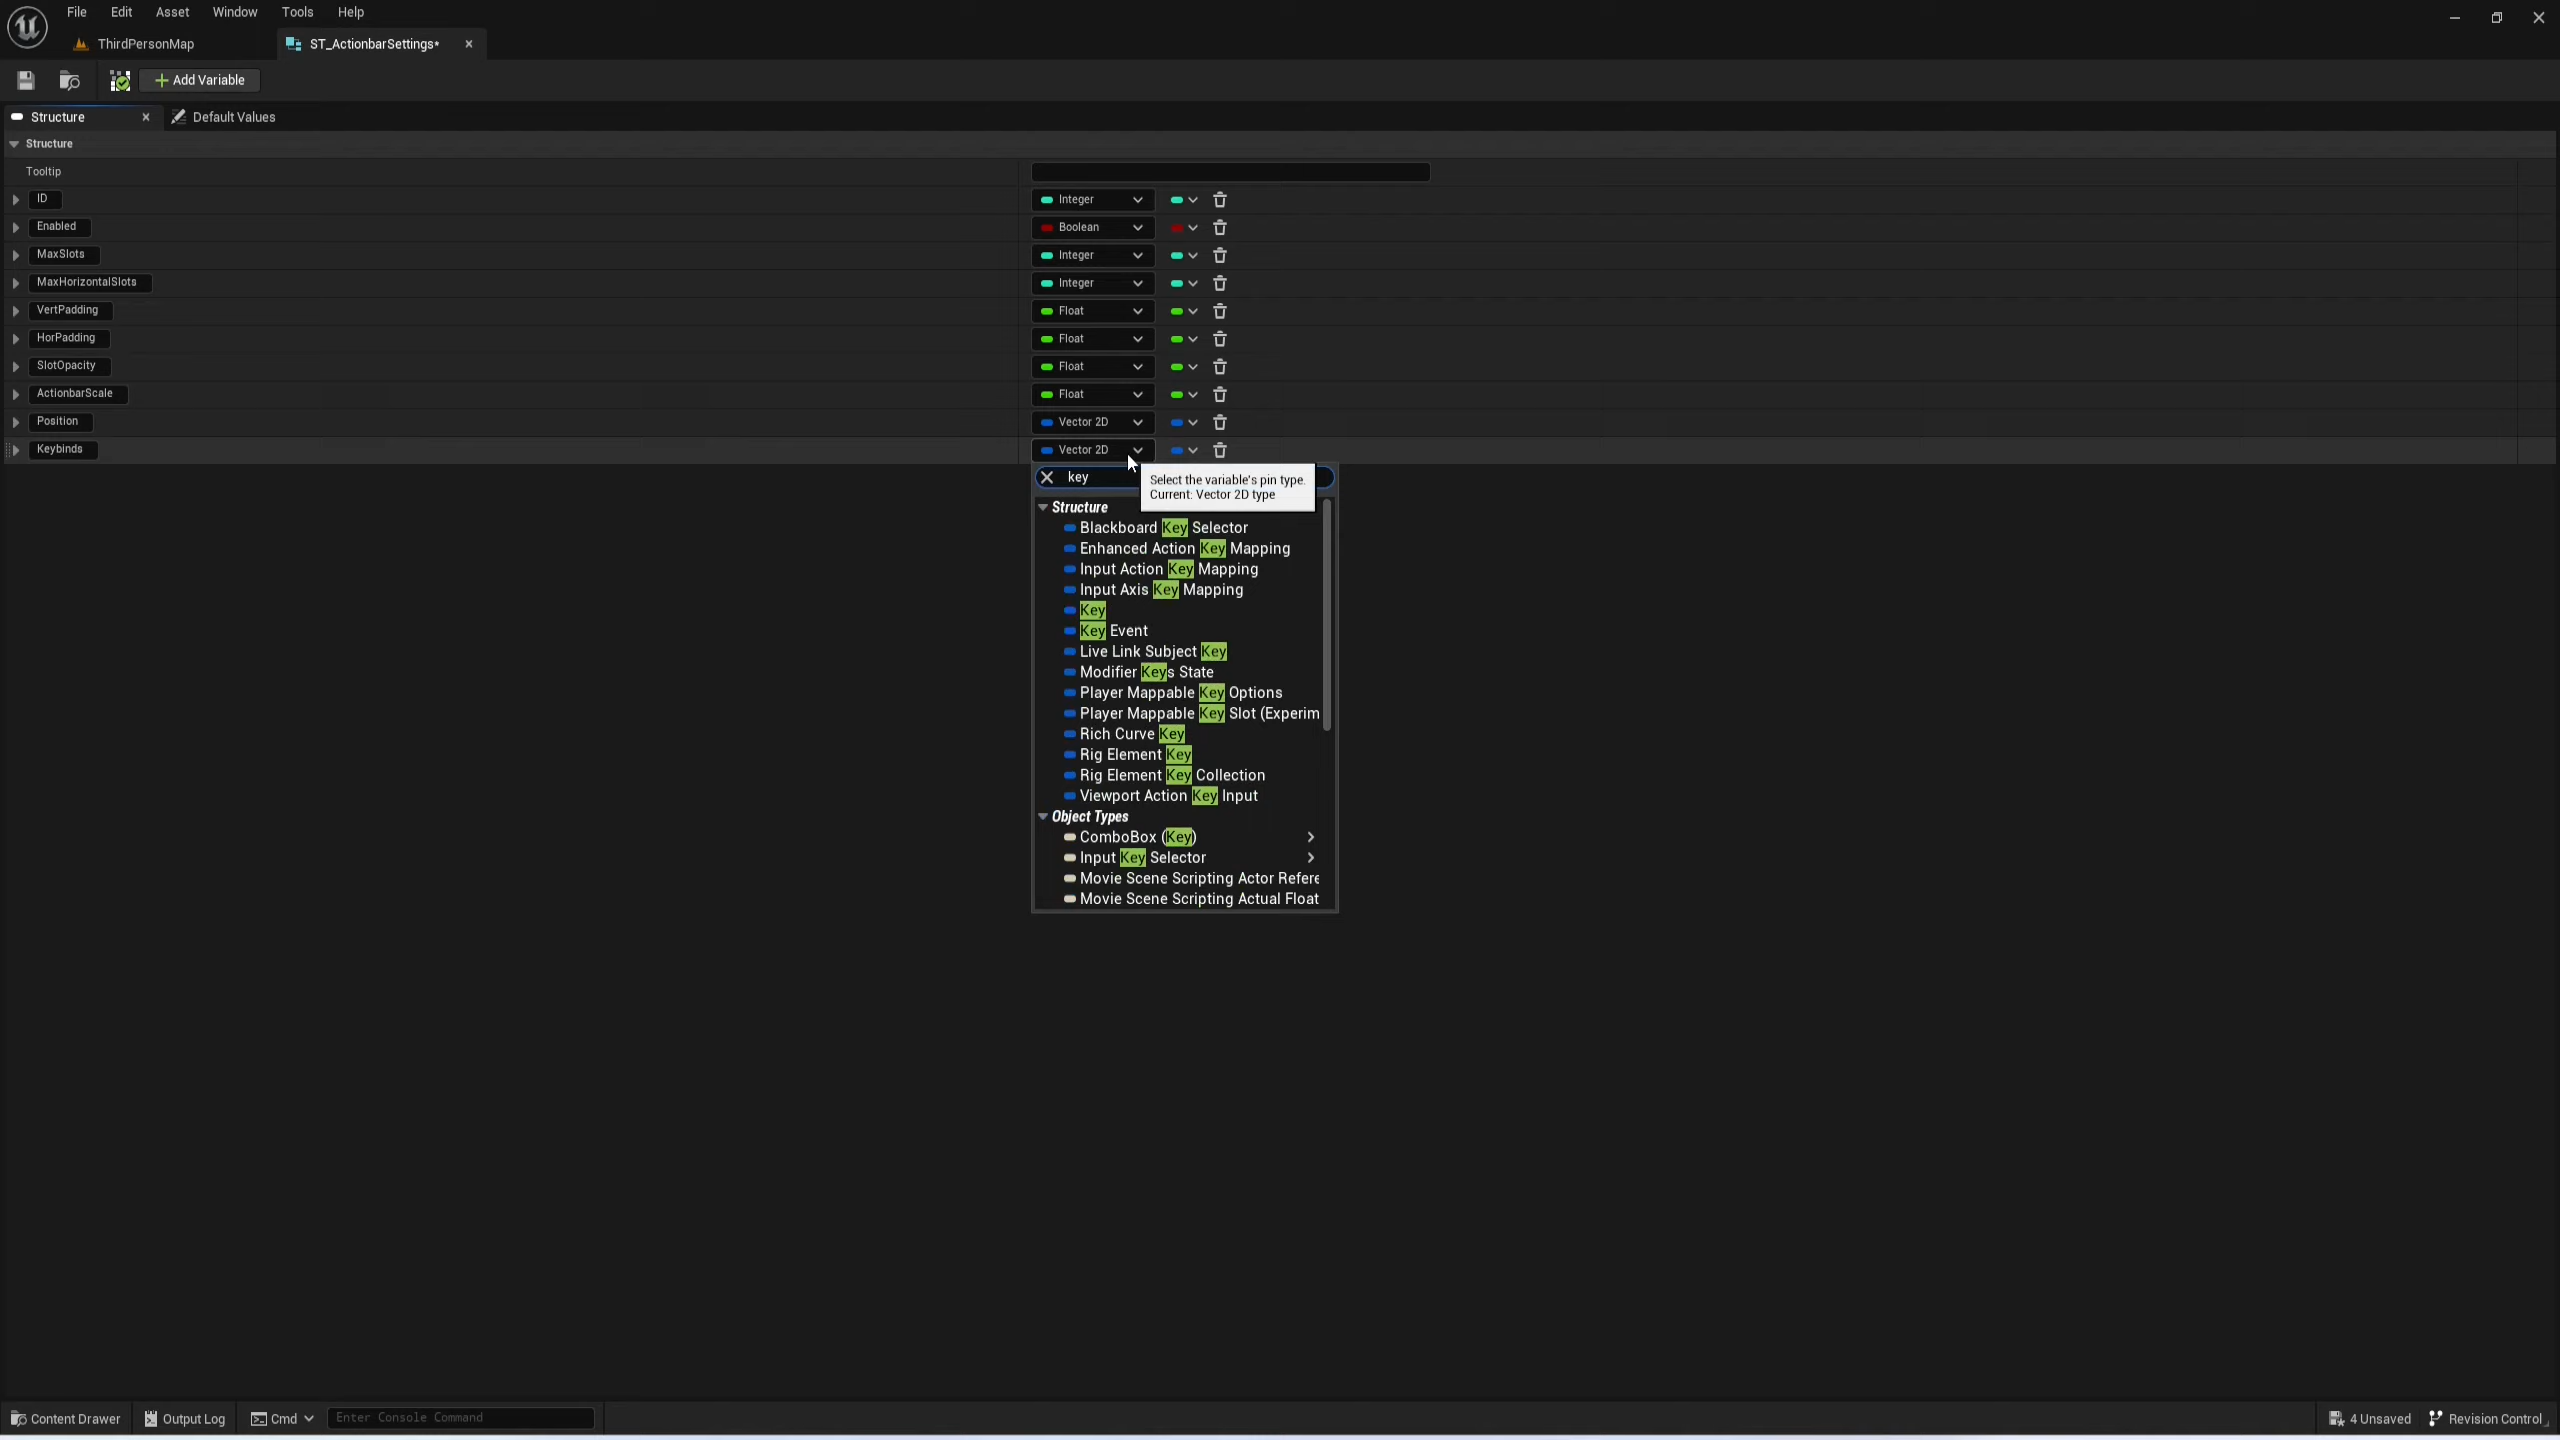 File Edit Asset Window Tools Help
ThirdPersonMap ST_ActionbarSettings*
Add Variable
Structure Default Values
Structure
Tooltip
ID Integer
Enabled Boolean
MaxSlots Integer
MaxHorizontalSlots Integer
VertPadding Float
HorPadding Float
SlotOpacity Float
ActionbarScale Float
Position Vector 2D
Keybinds Vector 2D
key
Select the variable's pin type.
Current: Vector 2D type
Structure
Blackboard Key Selector
Enhanced Action Key Mapping
Input Action Key Mapping
Input Axis Key Mapping
Key
Key Event
Live Link Subject Key
Modifier Keys State
Player Mappable Key Options
Player Mappable Key Slot (Experim
Rich Curve Key
Rig Element Key
Rig Element Key Collection
Viewport Action Key Input
Object Types
ComboBox (Key)
Input Key Selector
Movie Scene Scripting Actor Refere
Movie Scene Scripting Actual Float
Content Drawer Output Log Cmd Enter Console Command 4 Unsaved Revision Control